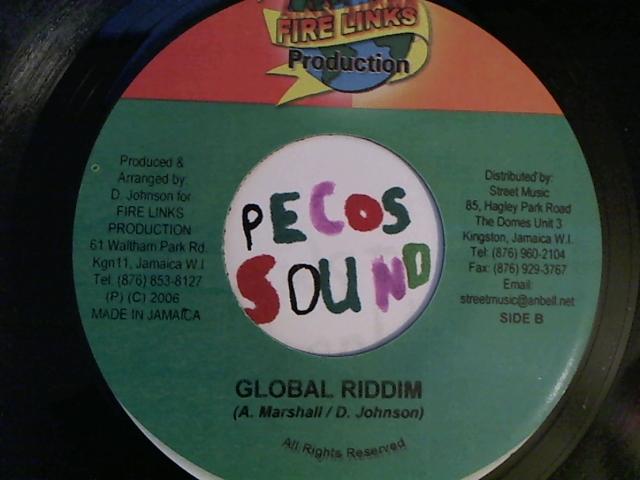 FIRE LINKS
Production
Produced &
Arranged by:
D. Johnson for
FIRE LINKS
PRODUCTION
61 Waltham Park Rd.
Kgn11, Jamaica W.I
Tel: (876) 853-8127
(P) (C) 2006
MADE IN JAMAICA
PECOS
SOUND
Distributed by:
Street Music
85, Hagley Park Road
The Domes Unit 3
Kingston, Jamaica W.I.
Tel: (876) 960-2104
Fax: (876) 929-3767
Email:
streetmusic@anbell.net
SIDE B
GLOBAL RIDDIM
(A. Marshall / D. Johnson)
All Rights Reserved